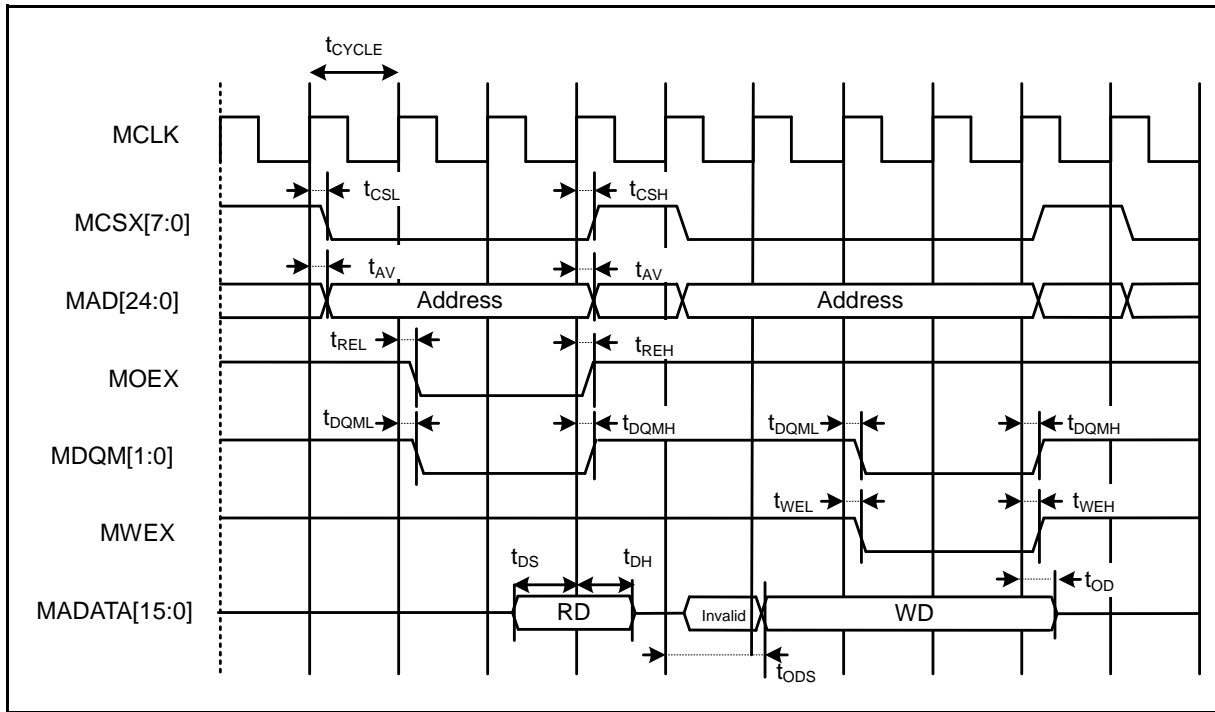 tCYCLE
MCLK
tCSL tCSH
MCSX[7:0]
tAV tAV
MAD[24:0] Address Address
tREL tREH
MOEX
tDQML tDQMH tDQML tDQMH
MDQM[1:0]
tWEL tWEH
MWEX
tDS tDH tOD
MADATA[15:0] RD Invalid WD
tODS